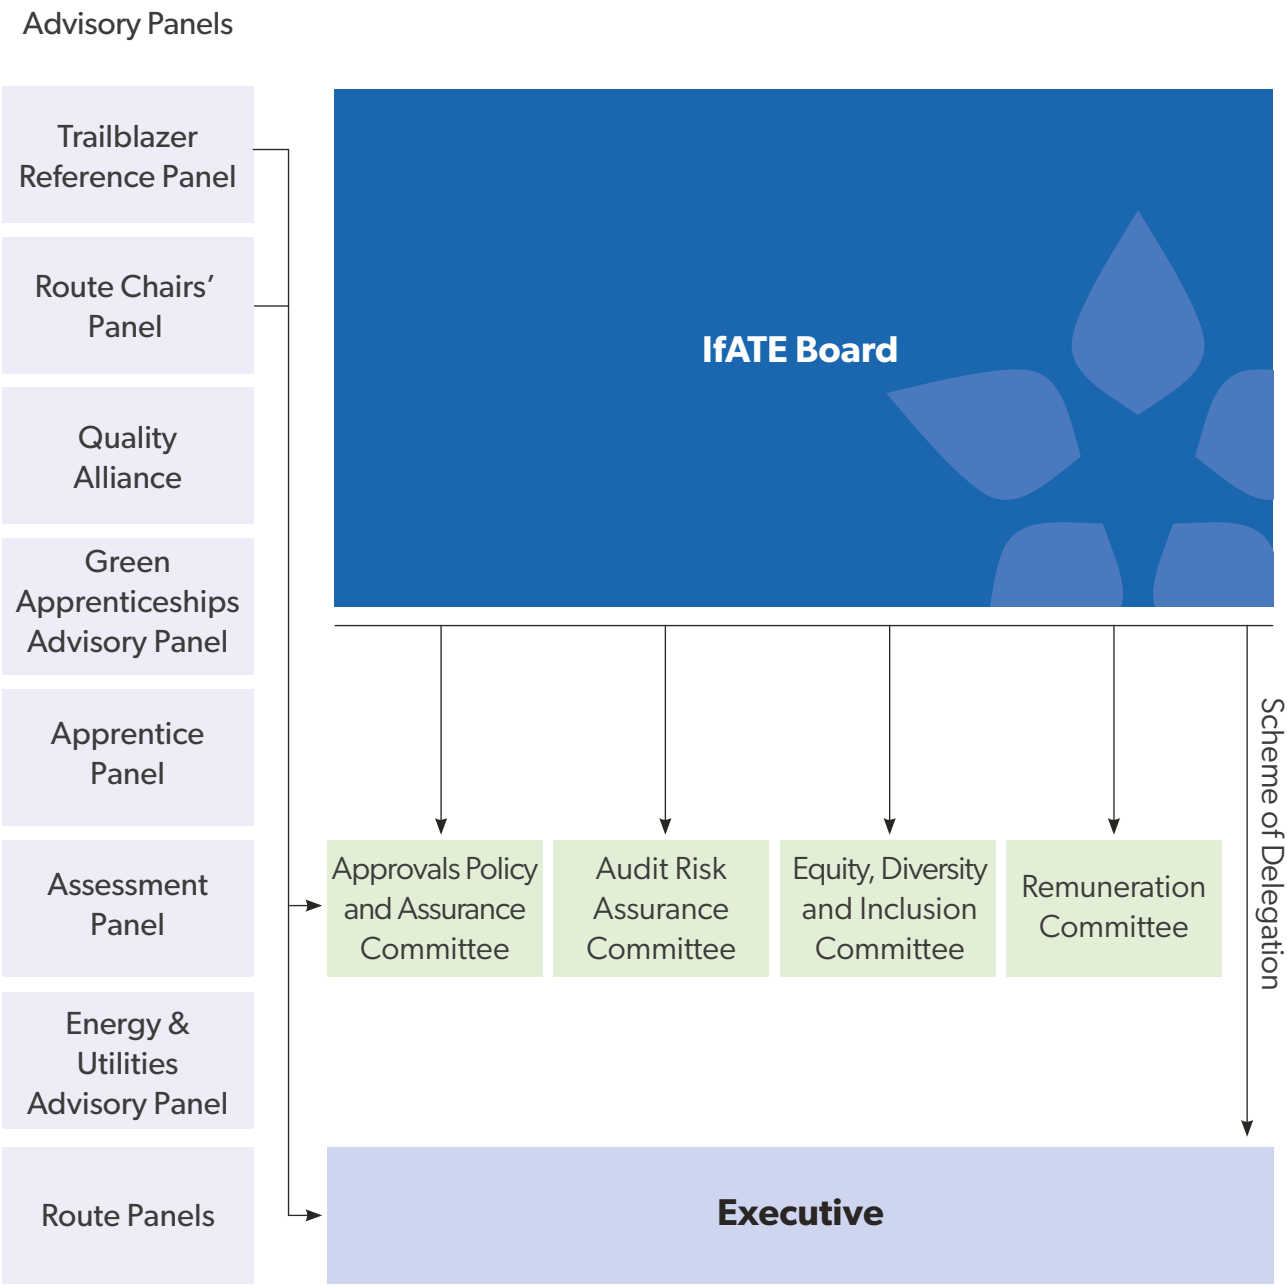 Advisory Panels
Trailblazer
Reference Panel
Route Chairs’
Panel
Quality
Alliance
Green
Apprenticeships
Advisory Panel
Apprentice
Panel
Assessment
Panel
Energy &
Utilities
Advisory Panel
Route Panels
IfATE Board
Approvals Policy
and Assurance
Committee
Audit Risk
Assurance
Committee
Equity, Diversity
and Inclusion
Committee
Remuneration
Committee
Scheme of Delegation
Executive